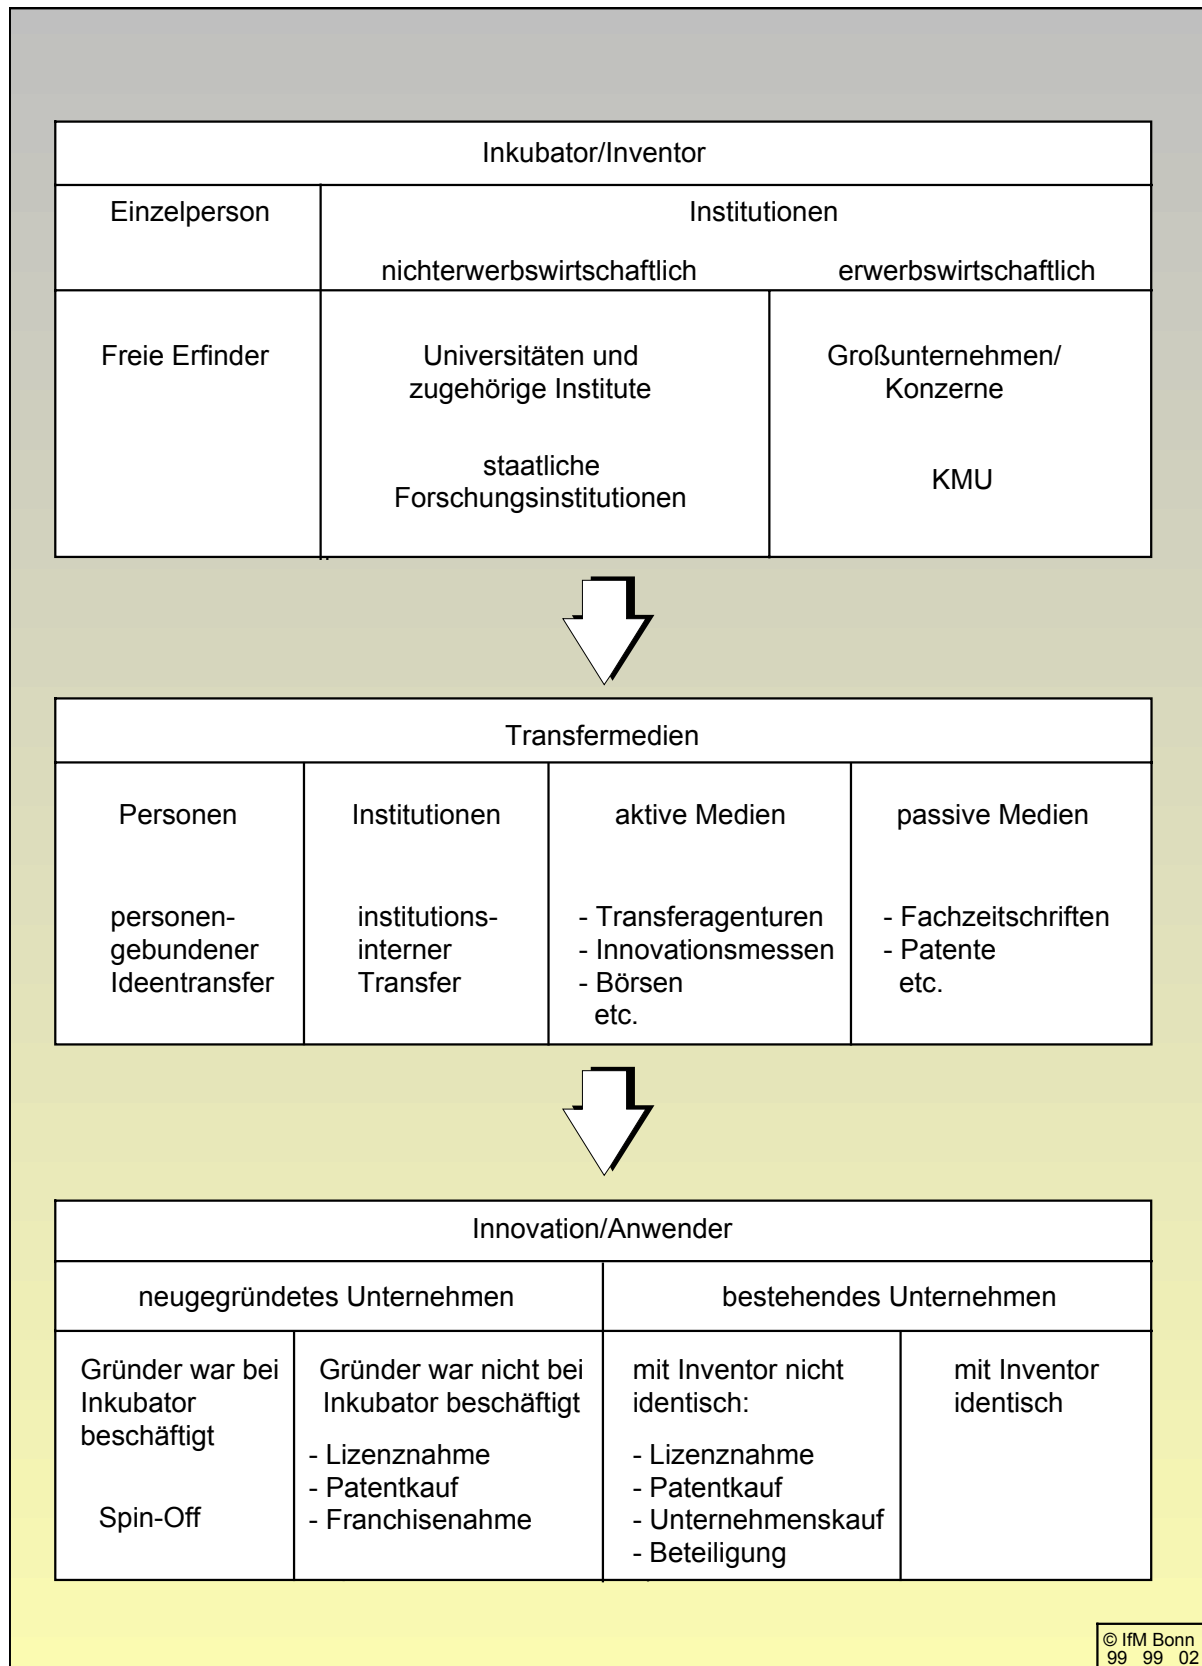 Inkubator/Inventor
Einzelperson
Institutionen
nichterwerbswirtschaftlich
erwerbswirtschaftlich
Freie Erfinder
Universitäten und
zugehörige Institute
staatliche
Forschungsinstitutionen
Großunternehmen/
Konzerne
KMU
Transfermedien
Personen
personen-
gebundener
Ideentransfer
Institutionen
institutions-
interner
Transfer
aktive Medien
- Transferagenturen
- Innovationsmessen
- Börsen
etc.
passive Medien
- Fachzeitschriften
- Patente
etc.
Innovation/Anwender
neugegründetes Unternehmen
bestehendes Unternehmen
Gründer war bei
Inkubator
beschäftigt
Spin-Off
Gründer war nicht bei
Inkubator beschäftigt
- Lizenznahme
- Patentkauf
- Franchisenahme
mit Inventor nicht
identisch:
- Lizenznahme
- Patentkauf
- Unternehmenskauf
- Beteiligung
mit Inventor
identisch
© IfM Bonn
99 99 02